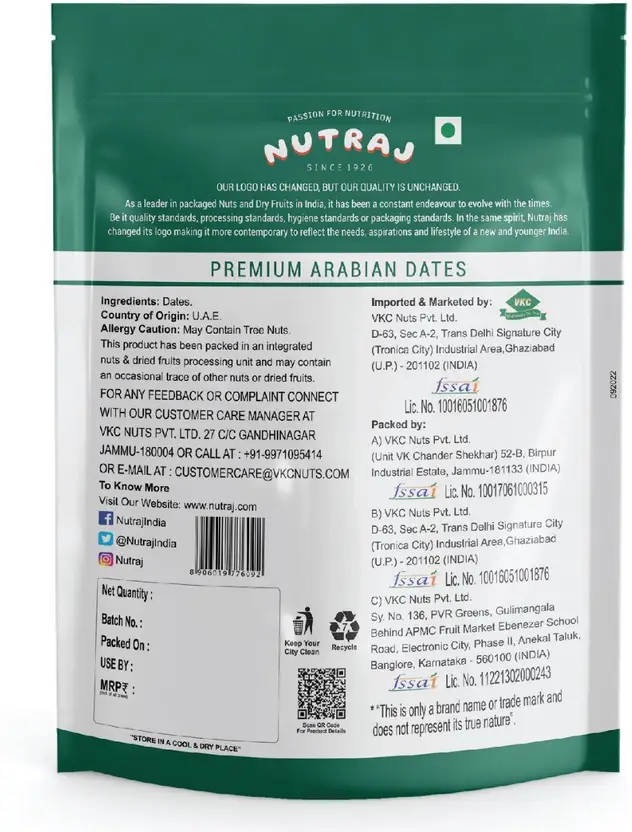 PASSION FOR NUTRITION
NUTRAJ
SINCE 1926
OUR LOGO HAS CHANGED, BUT OUR QUALITY IS UNCHANGED.
As a leader in packaged Nuts and Dry Fruits in India, it has been a constant endeavour to evolve with the times.
Be it quality standards, processing standards, hygiene standards or packaging standards. In the same spirit, Nutraj has
changed its logo making it more contemporary to reflect the needs, aspirations and lifestyle of a new and younger India.
PREMIUM ARABIAN DATES
Ingredients: Dates.
Country of Origin: U.A.E.
Allergy Caution: May Contain Tree Nuts.
This product has been packed in an integrated
nuts & dried fruits processing unit and may contain
an occasional trace of other nuts or dried fruits.
FOR ANY FEEDBACK OR COMPLAINT CONNECT
WITH OUR CUSTOMER CARE MANAGER AT
VKC NUTS PVT. LTD. 27 C/C GANDHINAGAR
JAMMU-180004 OR CALL AT : +91-9971095414
OR E-MAIL AT : CUSTOMERCARE@VKCNUTS.COM
To Know More
Visit Our Website: www.nutraj.com
NutrajIndia
@NutrajIndia
Nutraj
8 906019 776092
Net Quantity :
Batch No. :
Packed On :
USE BY :
MRP₹ :
"STORE IN A COOL & DRY PLACE"
Keep Your
City Clean
7
Recycle
Scan QR Code
For Product Details
Imported & Marketed by:
VKC
VKC Nuts Pvt. Ltd.
D-63, Sec A-2, Trans Delhi Signature City
(Tronica City) Industrial Area,Ghaziabad
(U.P.) - 201102 (INDIA)
fssai
Lic. No. 10016051001876
Packed by:
A) VKC Nuts Pvt. Ltd.
(Unit VK Chander Shekhar) 52-B, Birpur
Industrial Estate, Jammu-181133 (INDIA)
fssai Lic. No. 10017061000315
B) VKC Nuts Pvt. Ltd.
D-63, Sec A-2, Trans Delhi Signature City
(Tronica City) Industrial Area,Ghaziabad
(U.P.) - 201102 (INDIA)
fssai Lic. No. 10016051001876
C) VKC Nuts Pvt. Ltd.
Sy. No. 136, PVR Greens, Gulimangala
Behind APMC Fruit Market Ebenezer School
Road, Electronic City, Phase II, Anekal Taluk,
Banglore, Karnataka - 560100 (INDIA)
fssai Lic. No. 11221302000243
* "This is only a brand name or trade mark and
does not represent its true nature".
092022